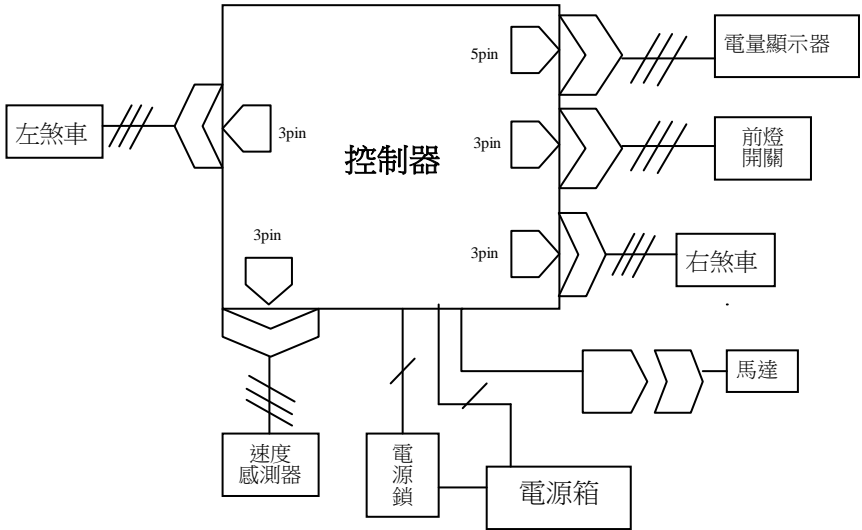 5pin
電量顯示器
左煞車
3pin
控制器
3pin
前燈
開關
3pin
3pin
右煞車
馬達
速度
感測器
電
源
鎖
電源箱